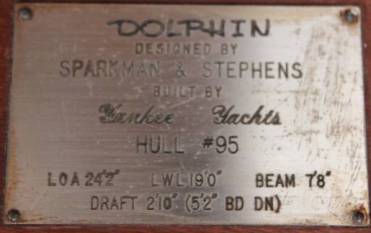 DOLPHIN
DESIGNED BY
SPARKMAN & STEPHENS
BUILT BY
Yankee Yachts
HULL #95
LOA 24'2" LWL 19'0" BEAM 7'8"
DRAFT 2'10" (5'2" BD DN)